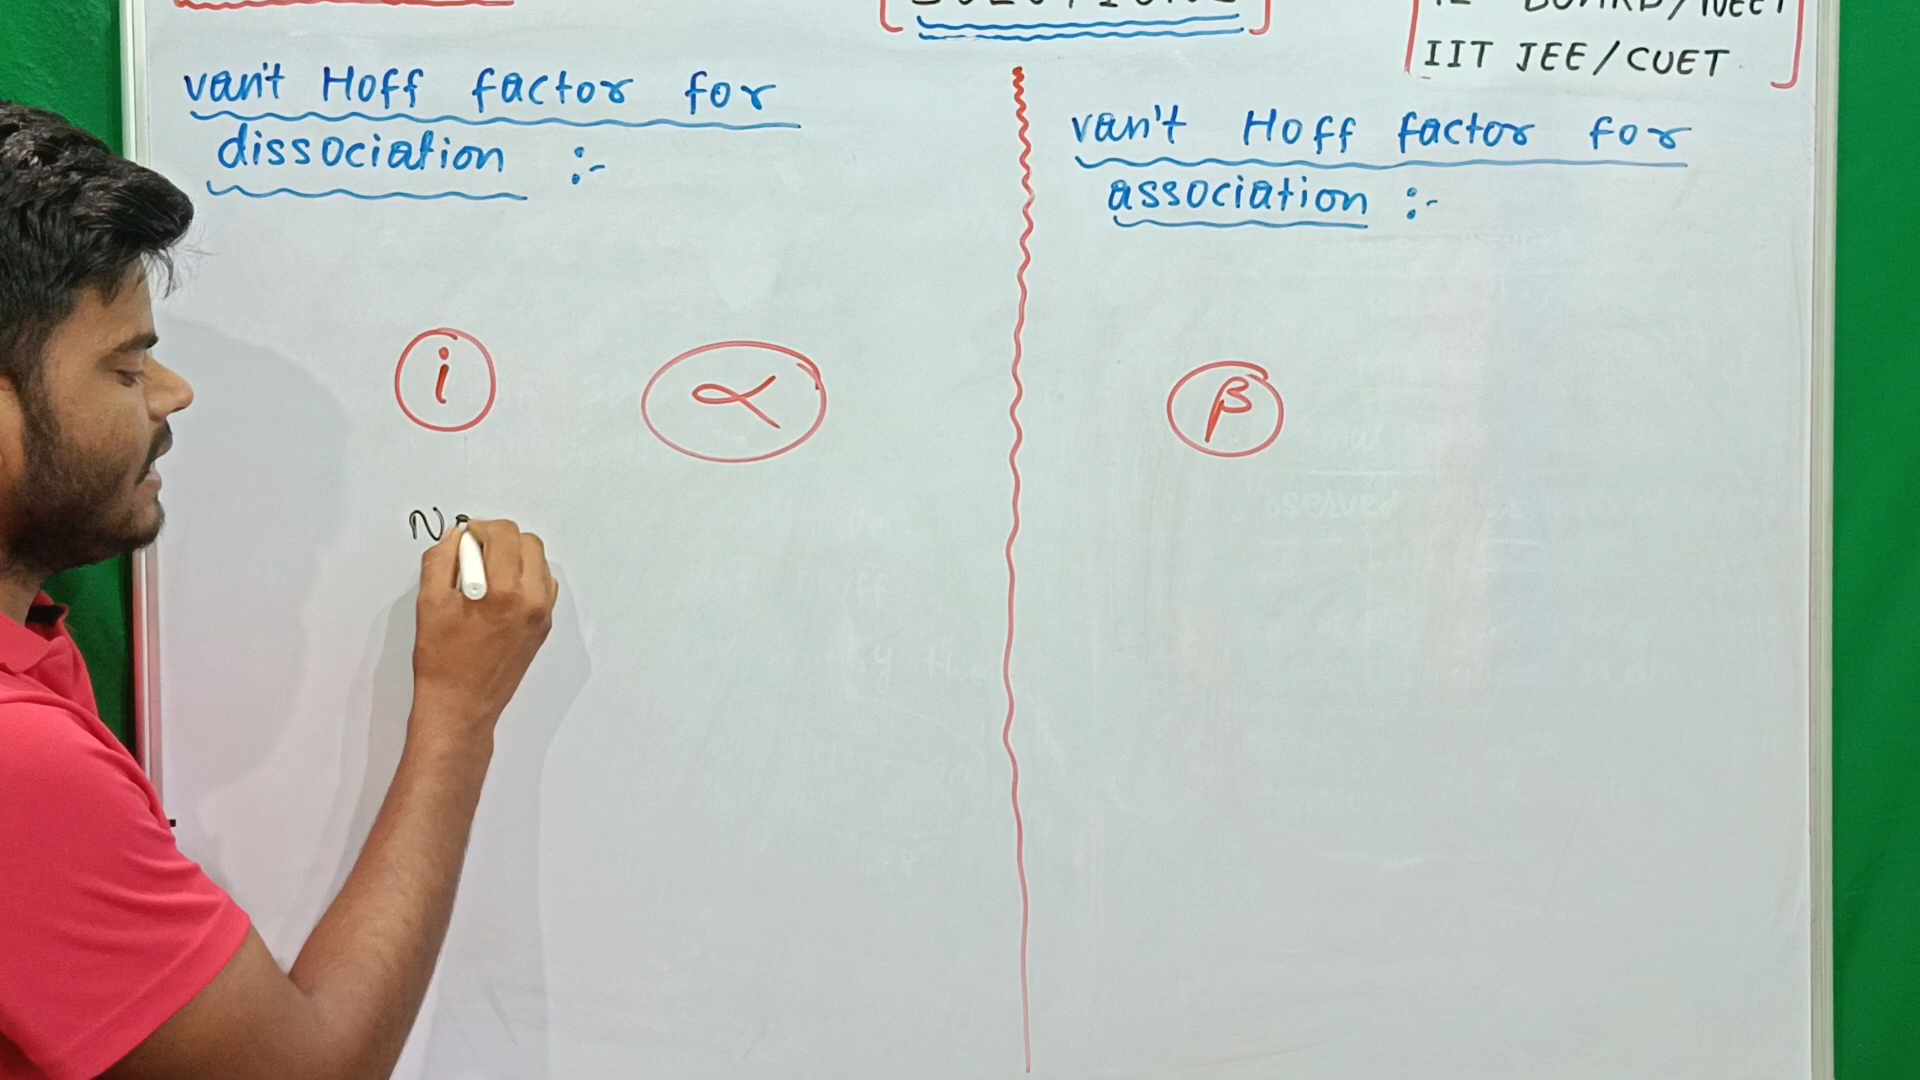 IIT JEE/CUET
van't Hoff factor for
dissociation :-
i
α
N
van't Hoff factor for
association :-
β